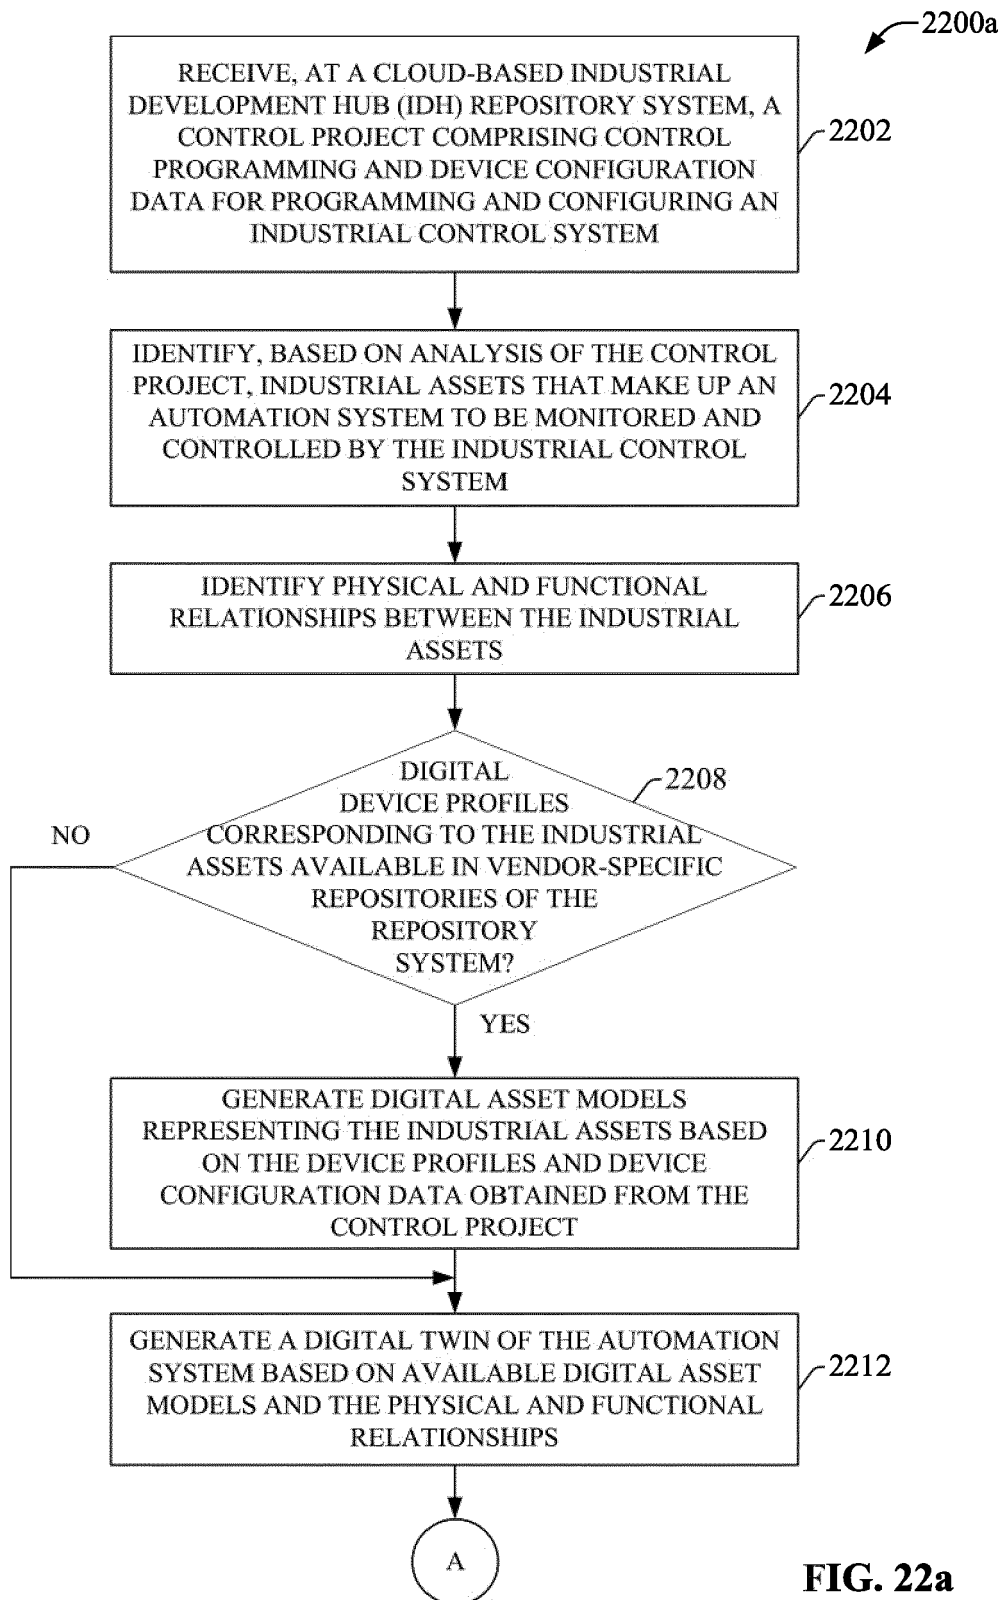 2200a
RECEIVE, AT A CLOUD-BASED INDUSTRIAL
DEVELOPMENT HUB (IDH) REPOSITORY SYSTEM, A
CONTROL PROJECT COMPRISING CONTROL
PROGRAMMING AND DEVICE CONFIGURATION
DATA FOR PROGRAMMING AND CONFIGURING AN
INDUSTRIAL CONTROL SYSTEM
2202
IDENTIFY, BASED ON ANALYSIS OF THE CONTROL
PROJECT, INDUSTRIAL ASSETS THAT MAKE UP AN
AUTOMATION SYSTEM TO BE MONITORED AND
CONTROLLED BY THE INDUSTRIAL CONTROL
SYSTEM
2204
IDENTIFY PHYSICAL AND FUNCTIONAL
RELATIONSHIPS BETWEEN THE INDUSTRIAL
ASSETS
2206
DIGITAL
DEVICE PROFILES
CORRESPONDING TO THE INDUSTRIAL
ASSETS AVAILABLE IN VENDOR-SPECIFIC
REPOSITORIES OF THE
REPOSITORY
SYSTEM?
2208
NO
YES
GENERATE DIGITAL ASSET MODELS
REPRESENTING THE INDUSTRIAL ASSETS BASED
ON THE DEVICE PROFILES AND DEVICE
CONFIGURATION DATA OBTAINED FROM THE
CONTROL PROJECT
2210
GENERATE A DIGITAL TWIN OF THE AUTOMATION
SYSTEM BASED ON AVAILABLE DIGITAL ASSET
MODELS AND THE PHYSICAL AND FUNCTIONAL
RELATIONSHIPS
2212
A
FIG. 22a